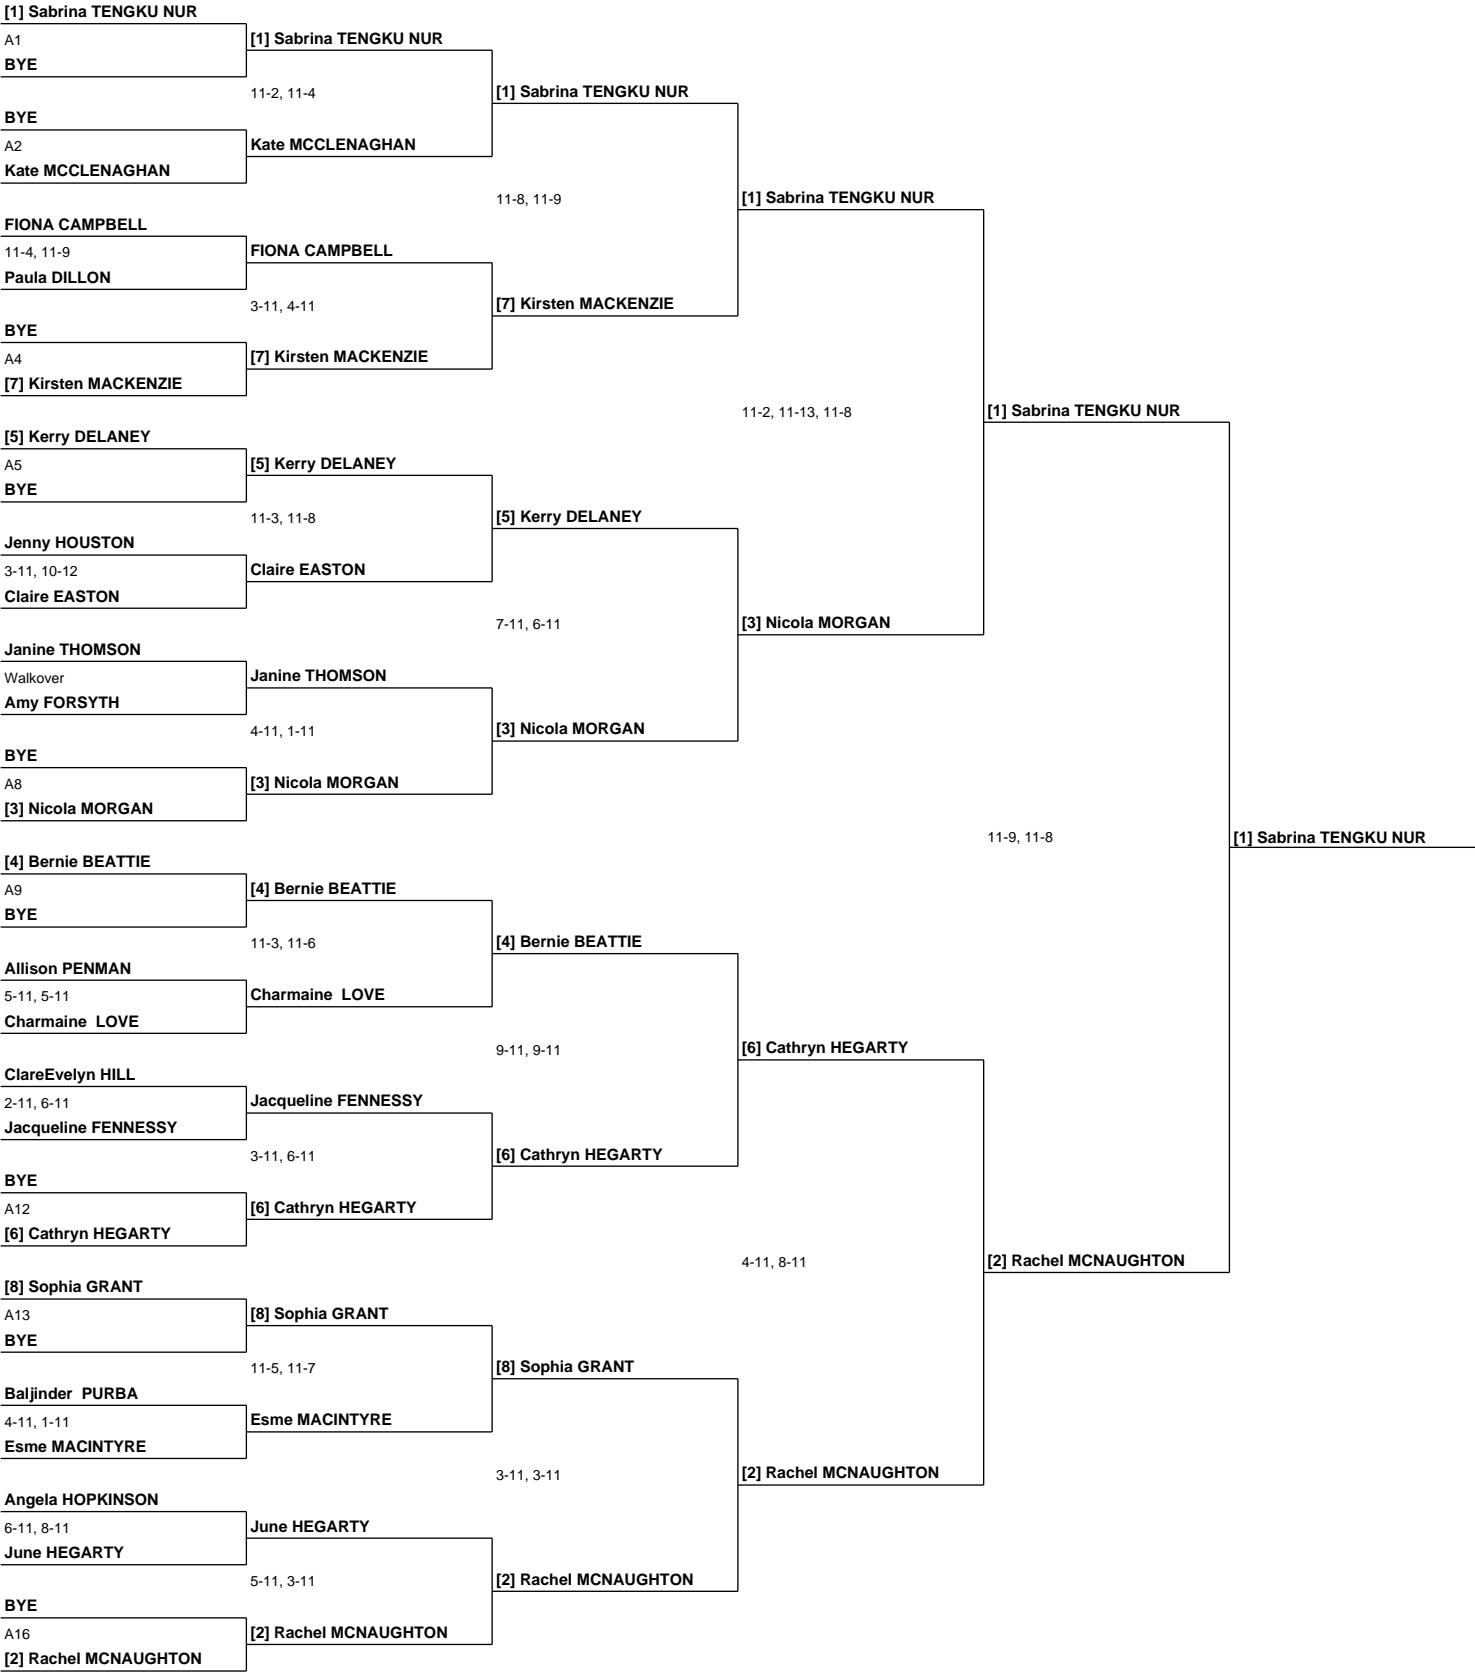 [1] Sabrina TENGKU NUR
A1
[1] Sabrina TENGKU NUR
BYE
11-2, 11-4
[1] Sabrina TENGKU NUR
BYE
A2
Kate MCCLENAGHAN
Kate MCCLENAGHAN
11-8, 11-9
[1] Sabrina TENGKU NUR
FIONA CAMPBELL
11-4, 11-9
FIONA CAMPBELL
Paula DILLON
3-11, 4-11
[7] Kirsten MACKENZIE
BYE
A4
[7] Kirsten MACKENZIE
[7] Kirsten MACKENZIE
11-2, 11-13, 11-8
[1] Sabrina TENGKU NUR
[5] Kerry DELANEY
A5
[5] Kerry DELANEY
BYE
11-3, 11-8
[5] Kerry DELANEY
Jenny HOUSTON
3-11, 10-12
Claire EASTON
Claire EASTON
7-11, 6-11
[3] Nicola MORGAN
Janine THOMSON
Walkover
Janine THOMSON
Amy FORSYTH
4-11, 1-11
[3] Nicola MORGAN
BYE
A8
[3] Nicola MORGAN
[3] Nicola MORGAN
11-9, 11-8
[1] Sabrina TENGKU NUR
[4] Bernie BEATTIE
A9
[4] Bernie BEATTIE
BYE
11-3, 11-6
[4] Bernie BEATTIE
Allison PENMAN
5-11, 5-11
Charmaine  LOVE
Charmaine  LOVE
9-11, 9-11
[6] Cathryn HEGARTY
ClareEvelyn HILL
2-11, 6-11
Jacqueline FENNESSY
Jacqueline FENNESSY
3-11, 6-11
[6] Cathryn HEGARTY
BYE
A12
[6] Cathryn HEGARTY
[6] Cathryn HEGARTY
4-11, 8-11
[2] Rachel MCNAUGHTON
[8] Sophia GRANT
A13
[8] Sophia GRANT
BYE
11-5, 11-7
[8] Sophia GRANT
Baljinder  PURBA
4-11, 1-11
Esme MACINTYRE
Esme MACINTYRE
3-11, 3-11
[2] Rachel MCNAUGHTON
Angela HOPKINSON
6-11, 8-11
June HEGARTY
June HEGARTY
5-11, 3-11
[2] Rachel MCNAUGHTON
BYE
A16
[2] Rachel MCNAUGHTON
[2] Rachel MCNAUGHTON